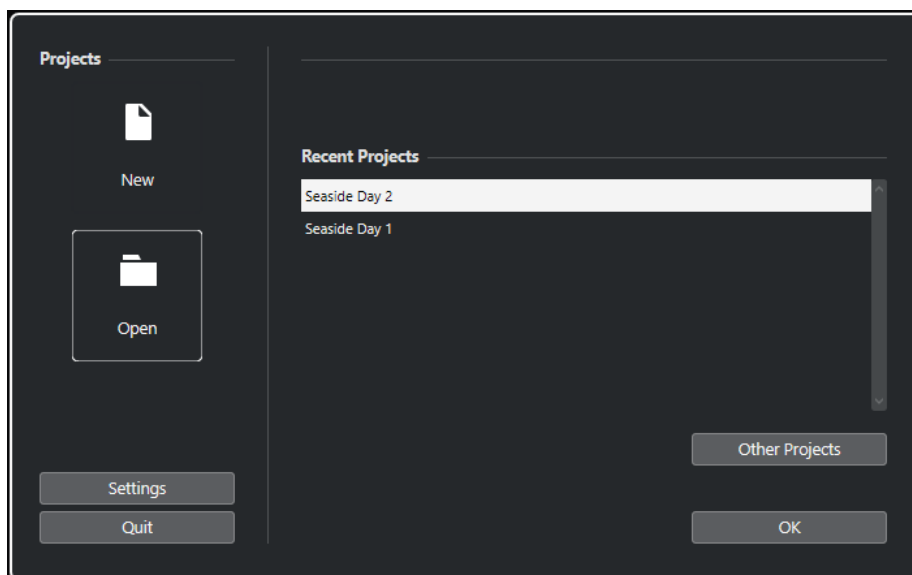 Projects
New
Open
Settings
Quit
Recent Projects
Seaside Day 2
Seaside Day 1
Other Projects
OK